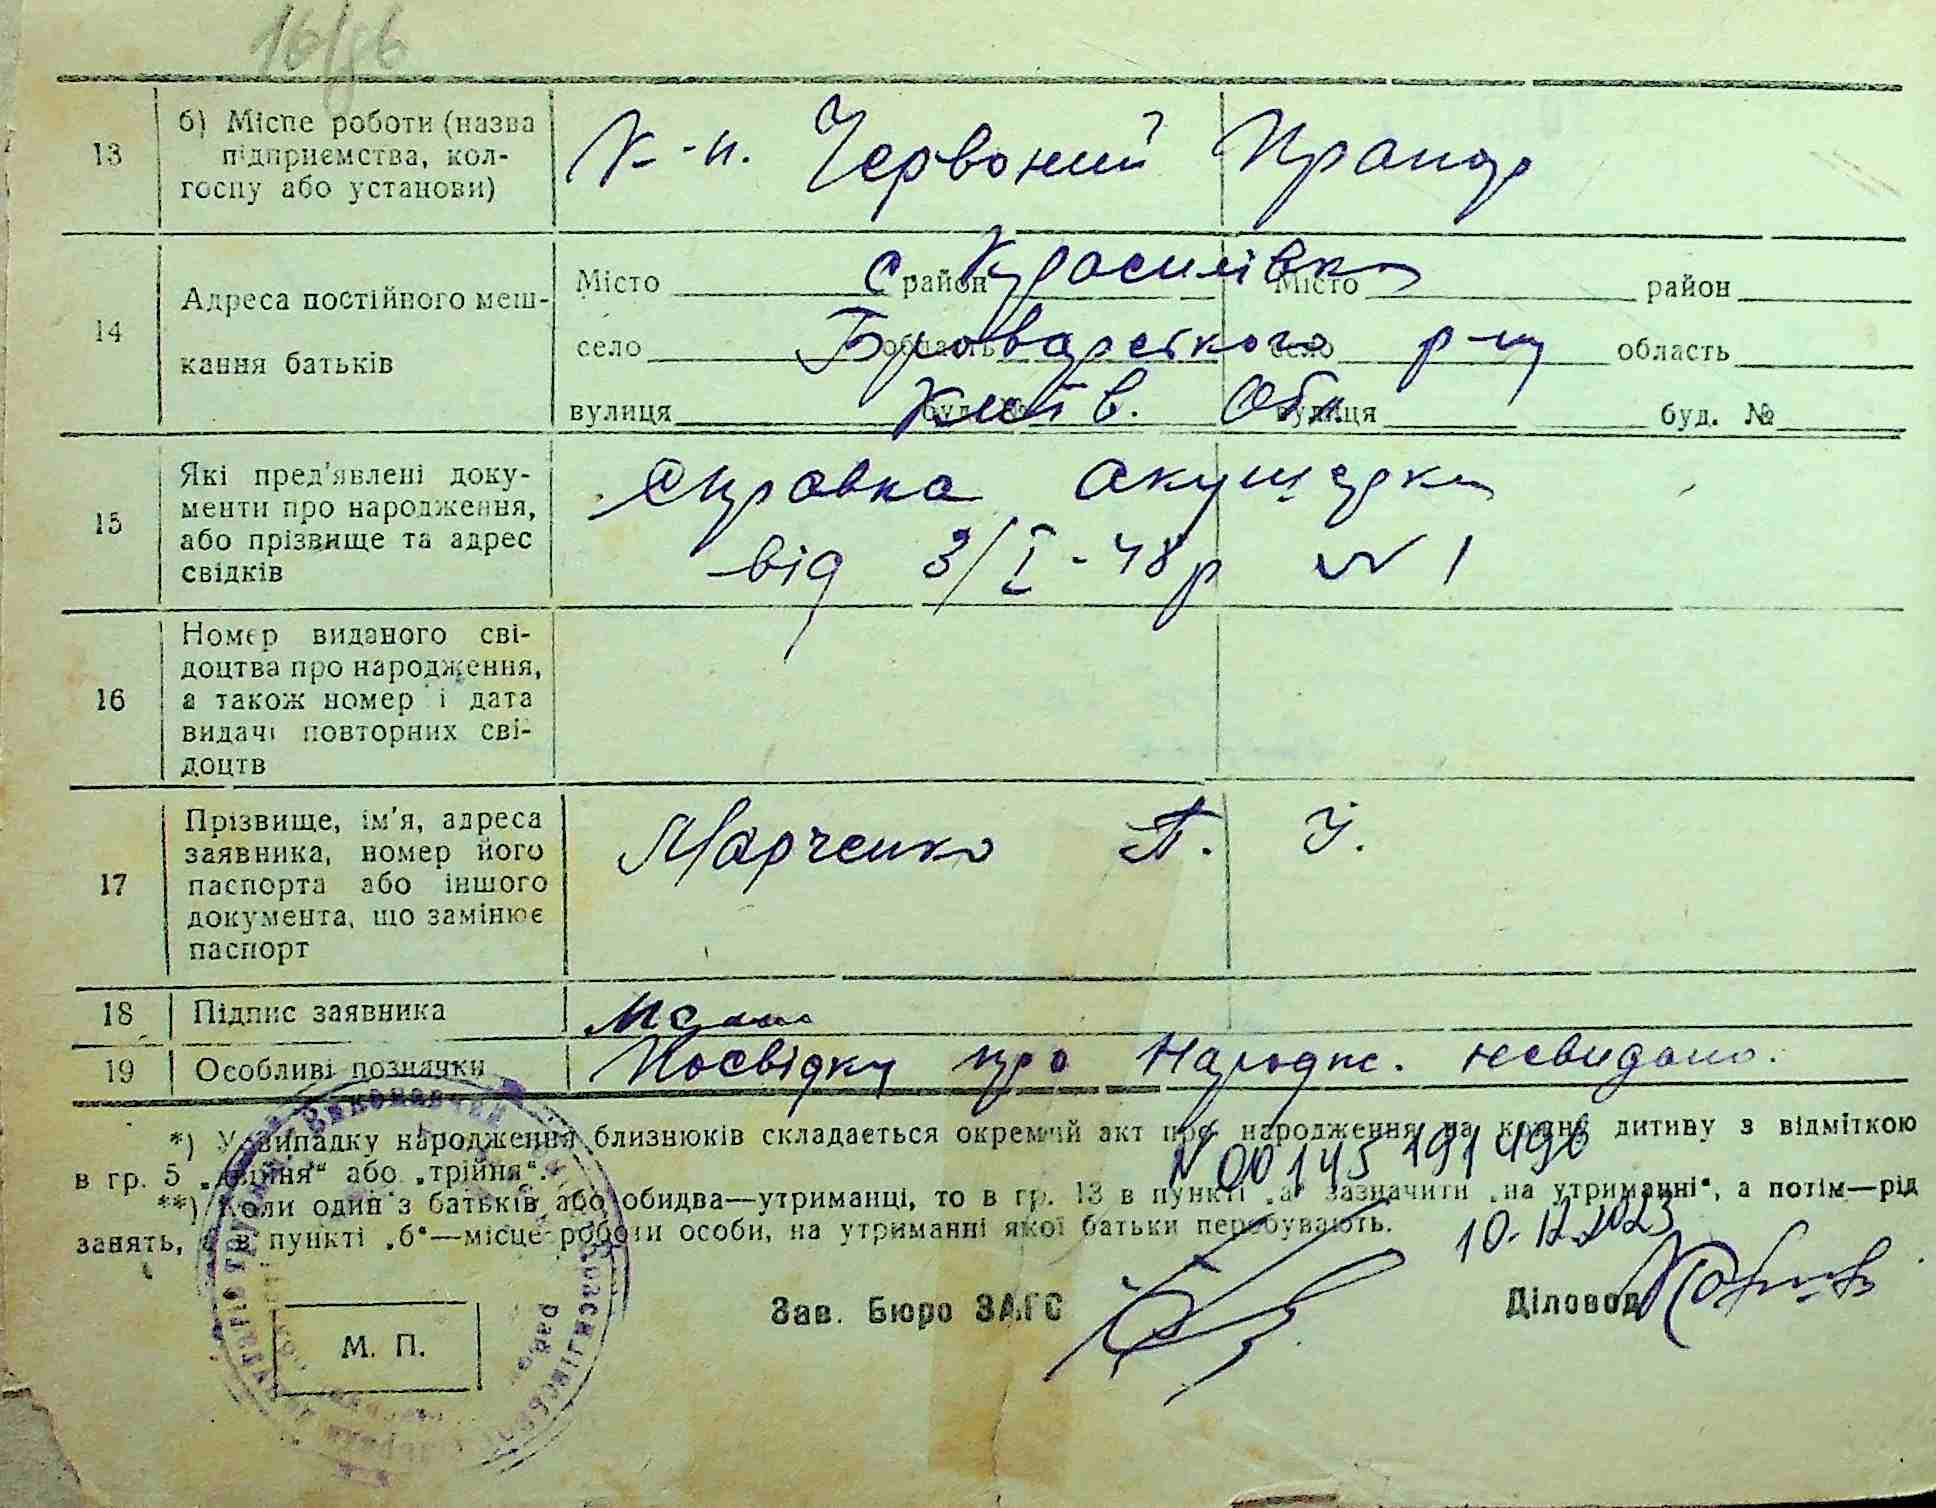 16/86
13
б) Місце роботи (назва
підприємства, кол-
госпу або установи)
К-п. Червоний Прапор
14
Адреса постійного меш-
кання батьків
Місто район Місто район
с Красилівка
село область село область
Броварського р-ну
вулиця буд. № вулиця буд. №
Київ. Обл.
15
Які пред'явлені доку-
менти про народження,
або прізвище та адрес
свідків
Справка акушерки
від 3/I-48р N 1
16
Номер виданого сві-
доцтва про народження,
а також номер і дата
видачі повторних сві-
доцтв
17
Прізвище, ім'я, адреса
заявника, номер його
паспорта або іншого
документа, що замінює
паспорт
Марченко П. І.
18
Підпис заявника
19
Особливі позначки
Посвідку про Народж. невидано.
*) У випадку народження близнюків складається окремий акт про народження на кожну дитину з відміткою
в гр. 5 „двійня“ або „трійня“.
N 00145191490
**) Коли один з батьків або обидва—утриманці, то в гр. 13 в пункті „а“ зазначити „на утриманні“, а потім—рід
занять, а в пункті „б“—місце роботи особи, на утриманні якої батьки перебувають.
10.12.2023
Зав. Бюро ЗАГС
Діловод
М. П.